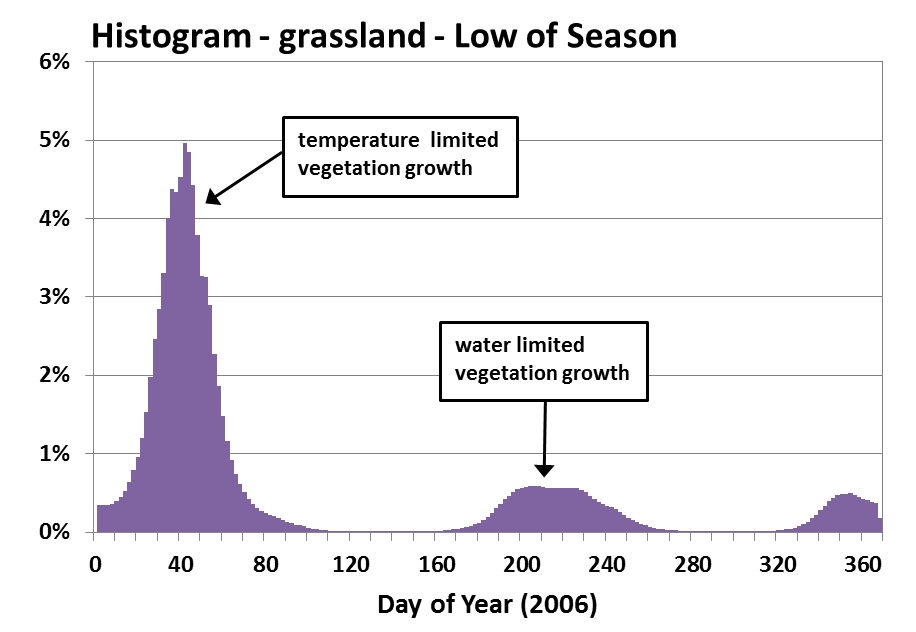 Histogram - grassland - Low of Season
6%
5%
4%
3%
2%
1%
0%
temperature limited
vegetation growth
water limited
vegetation growth
0 40 80 120 160 200 240 280 320 360
Day of Year (2006)